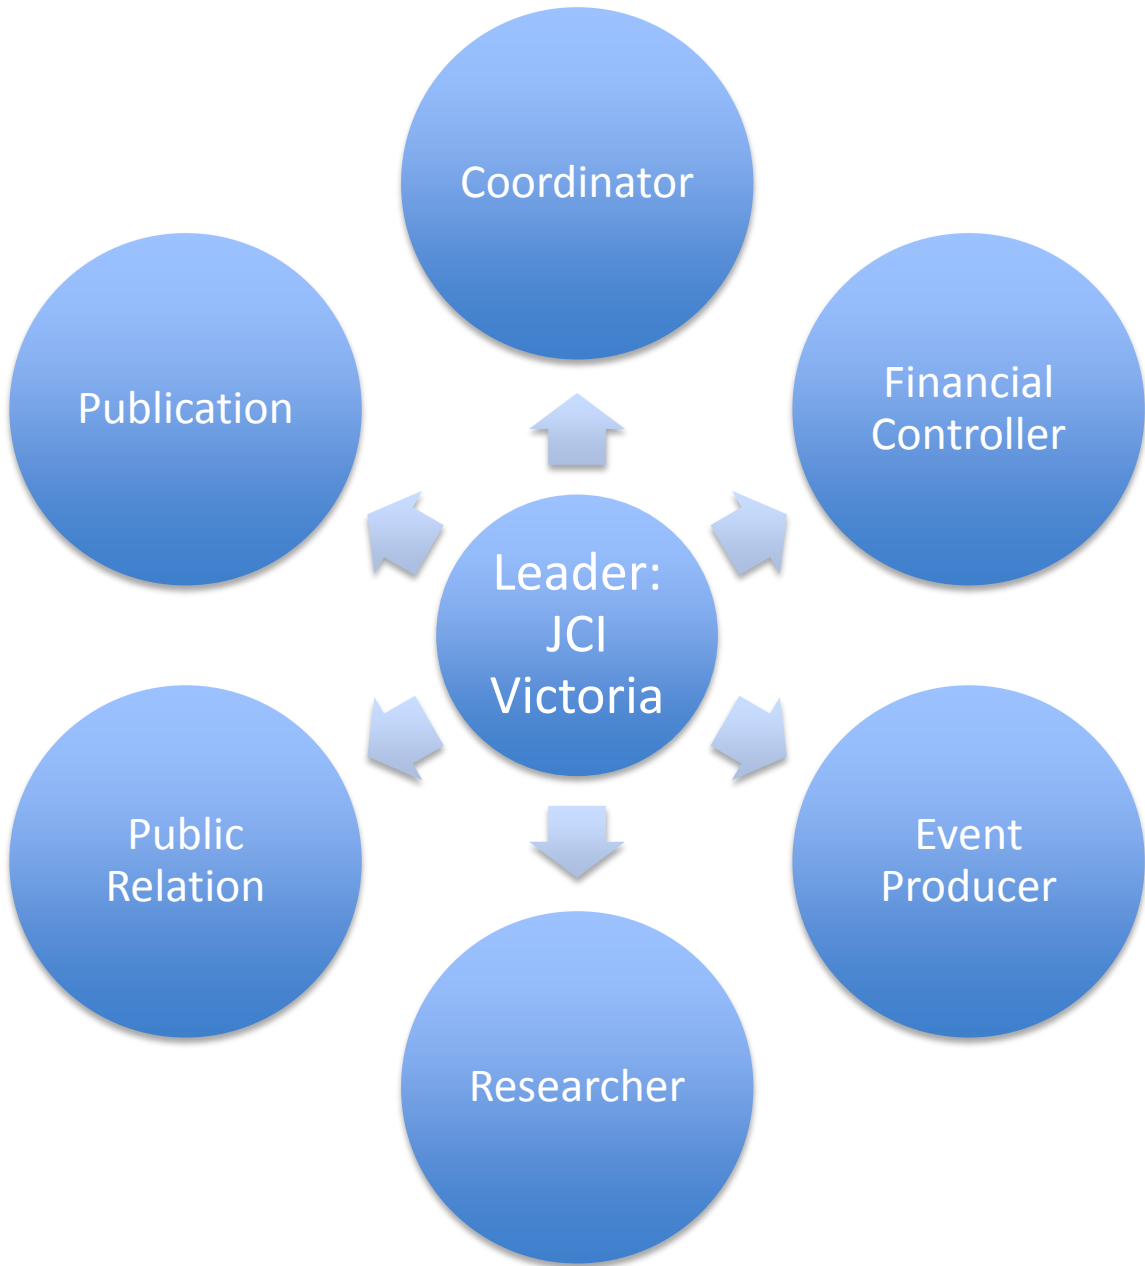 Coordinator
Publication
Financial
Controller
Leader:
JCI
Victoria
Public
Relation
Event
Producer
Researcher